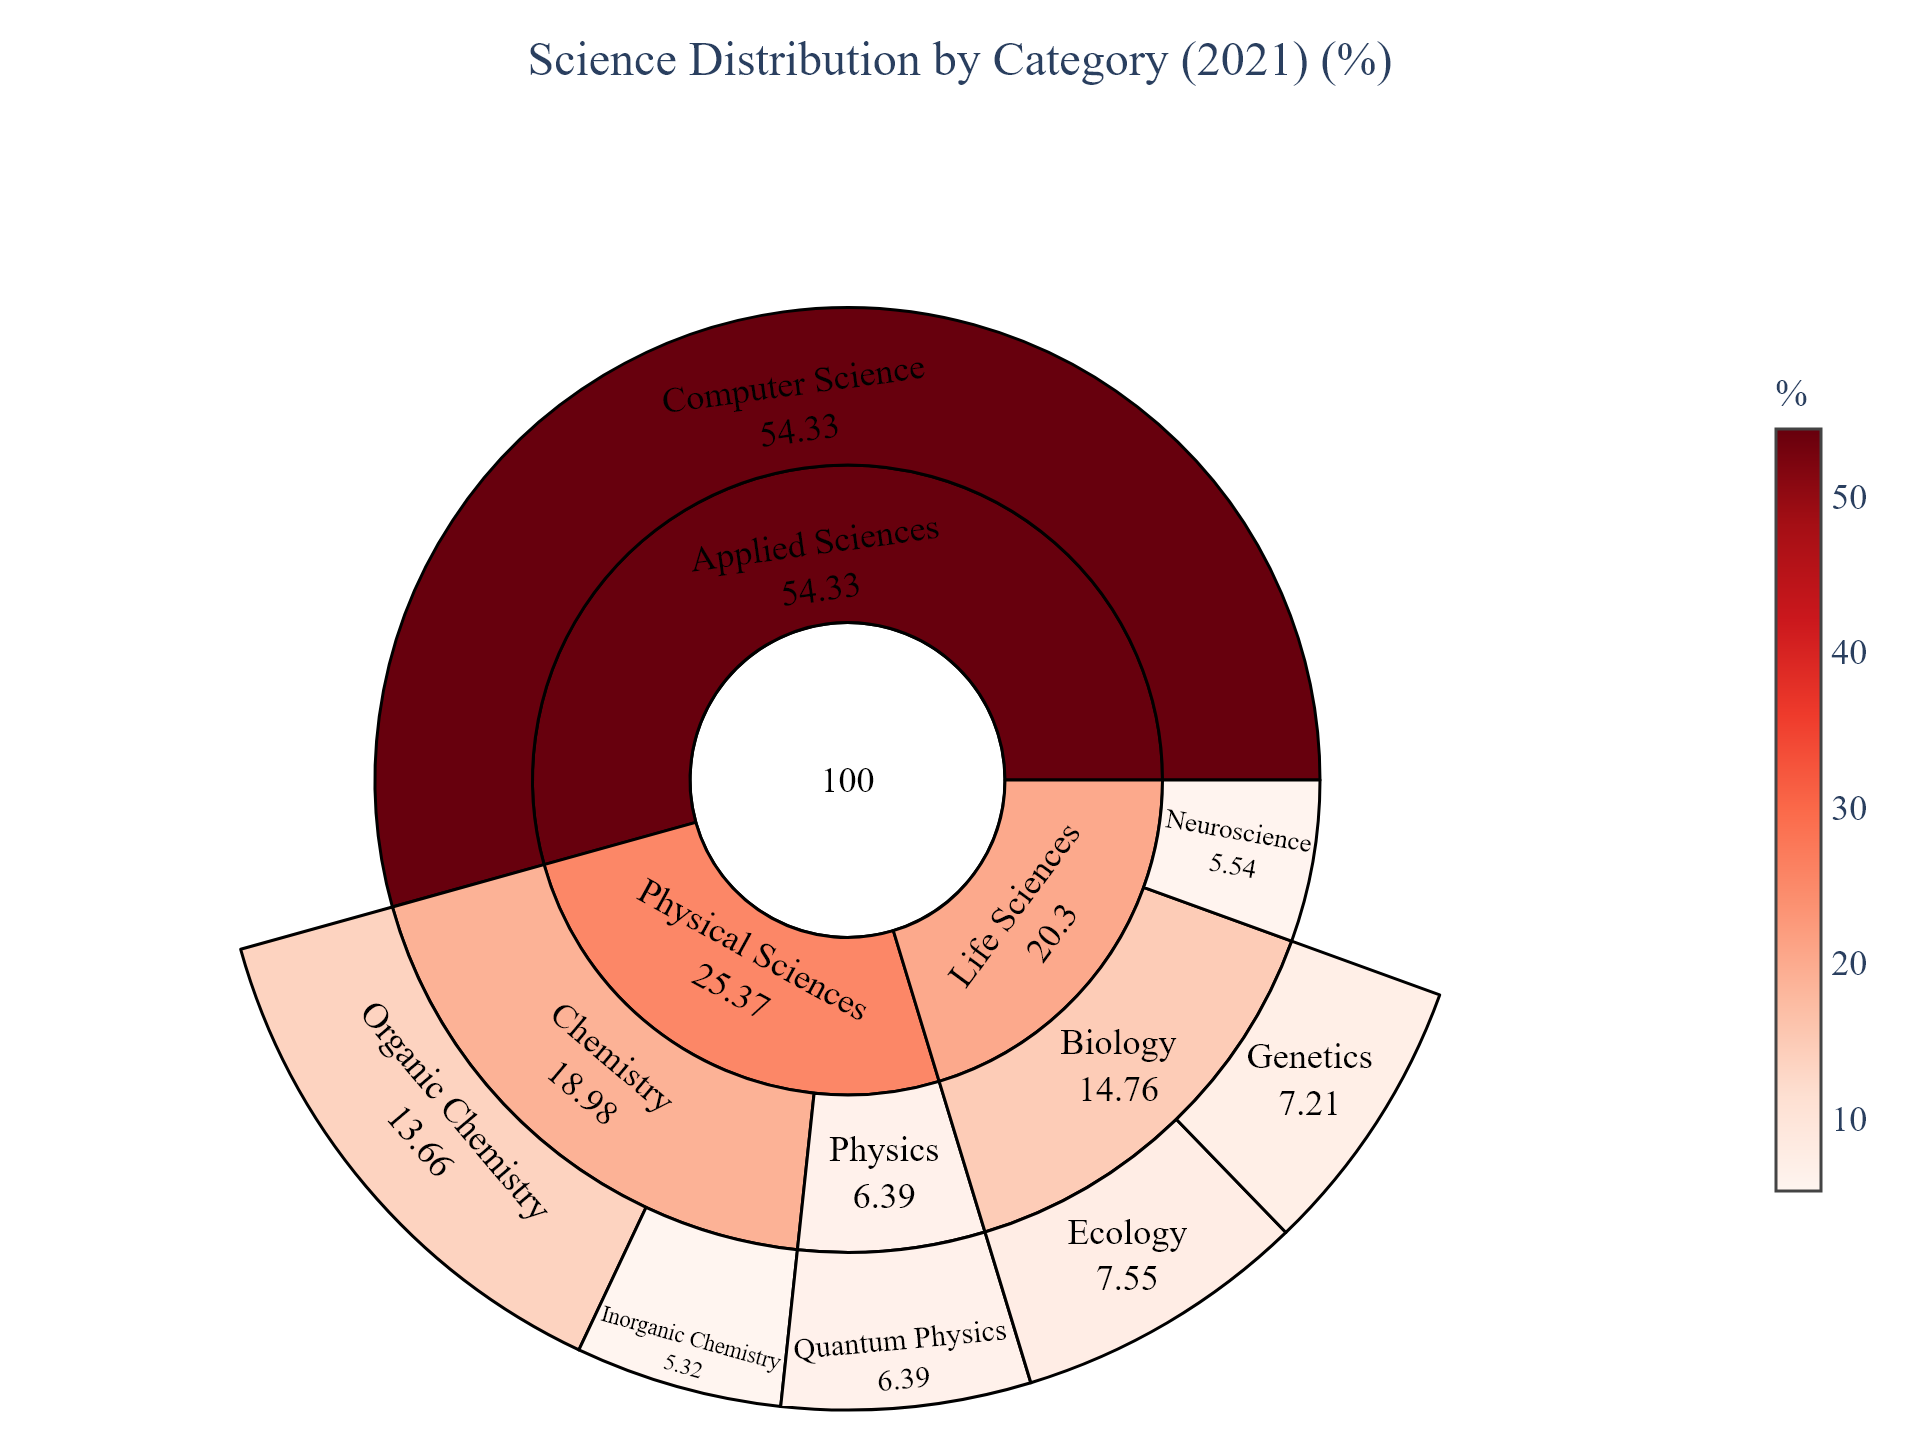 Science Distribution by Category (2021) (%)
Computer Science
54.33
Applied Sciences
54.33
100
Neuroscience
5.54
Life Sciences
20.3
Physical Sciences
25.37
Chemistry
18.98
Organic Chemistry
13.66
Biology
14.76
Genetics
7.21
Physics
6.39
Ecology
7.55
Inorganic Chemistry
5.32
Quantum Physics
6.39
%
50
40
30
20
10